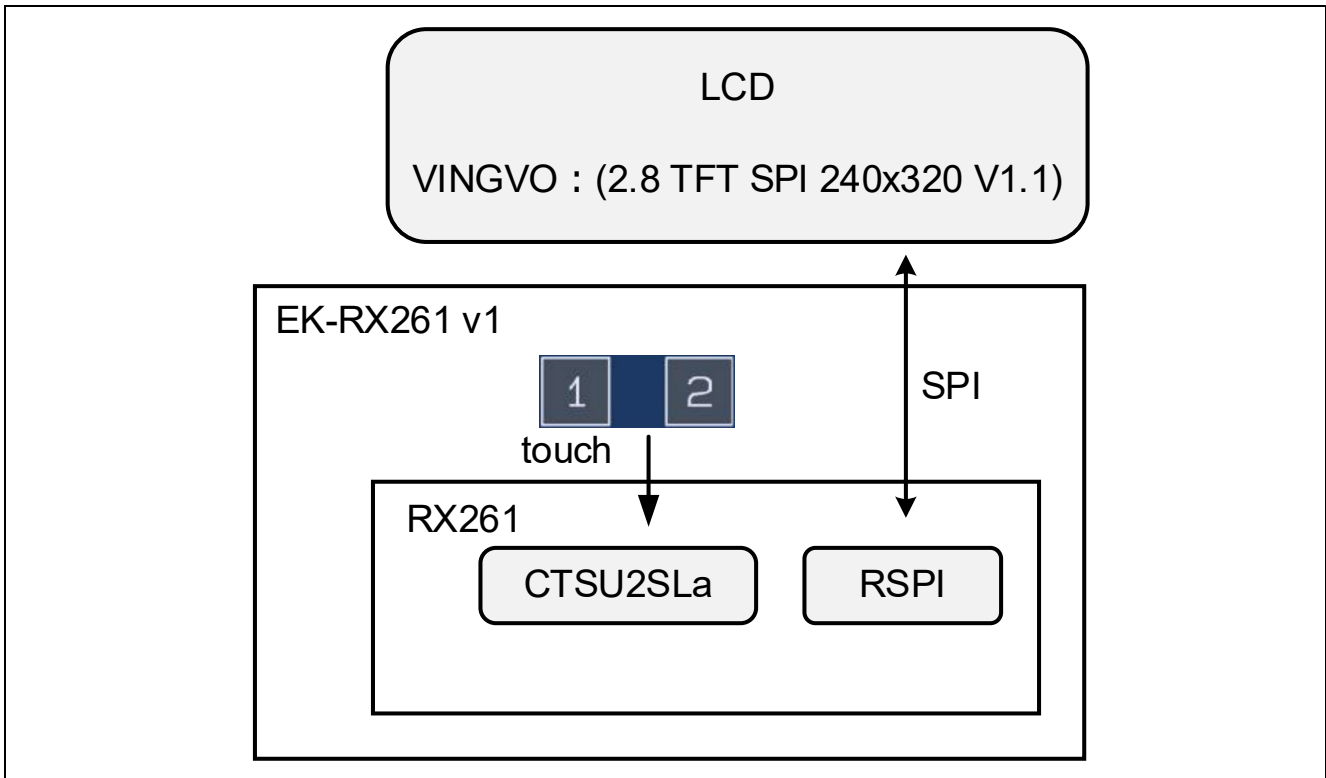 LCD
VINGVO : (2.8 TFT SPI 240x320 V1.1)
EK-RX261 v1
1 2
SPI
touch
RX261
CTSU2SLa
RSPI